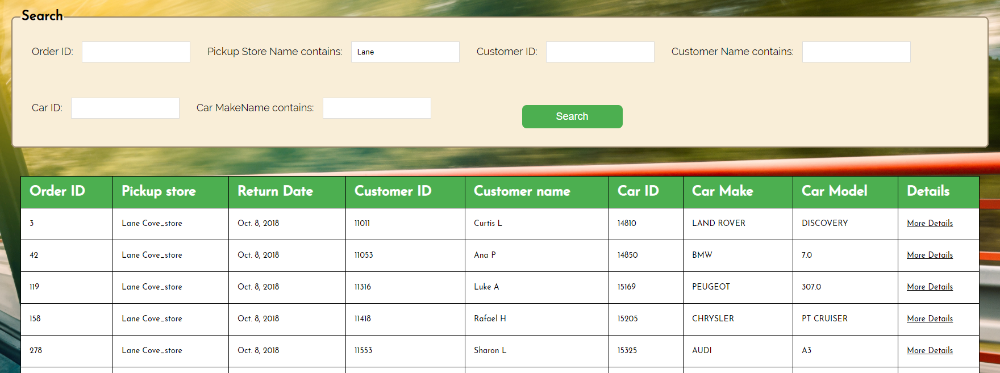 Search
Order ID: Pickup Store Name contains: Lane Customer ID: Customer Name contains:
Car ID: Car MakeName contains: Search
Order ID Pickup store Return Date Customer ID Customer name Car ID Car Make Car Model Details
3 Lane Cove_store Oct. 8, 2018 11011 Curtis L 14810 LAND ROVER DISCOVERY More Details
42 Lane Cove_store Oct. 8, 2018 11053 Ana P 14850 BMW 7.0 More Details
119 Lane Cove_store Oct. 8, 2018 11316 Luke A 15169 PEUGEOT 307.0 More Details
158 Lane Cove_store Oct. 8, 2018 11418 Rafael H 15205 CHRYSLER PT CRUISER More Details
278 Lane Cove_store Oct. 8, 2018 11553 Sharon L 15325 AUDI A3 More Details